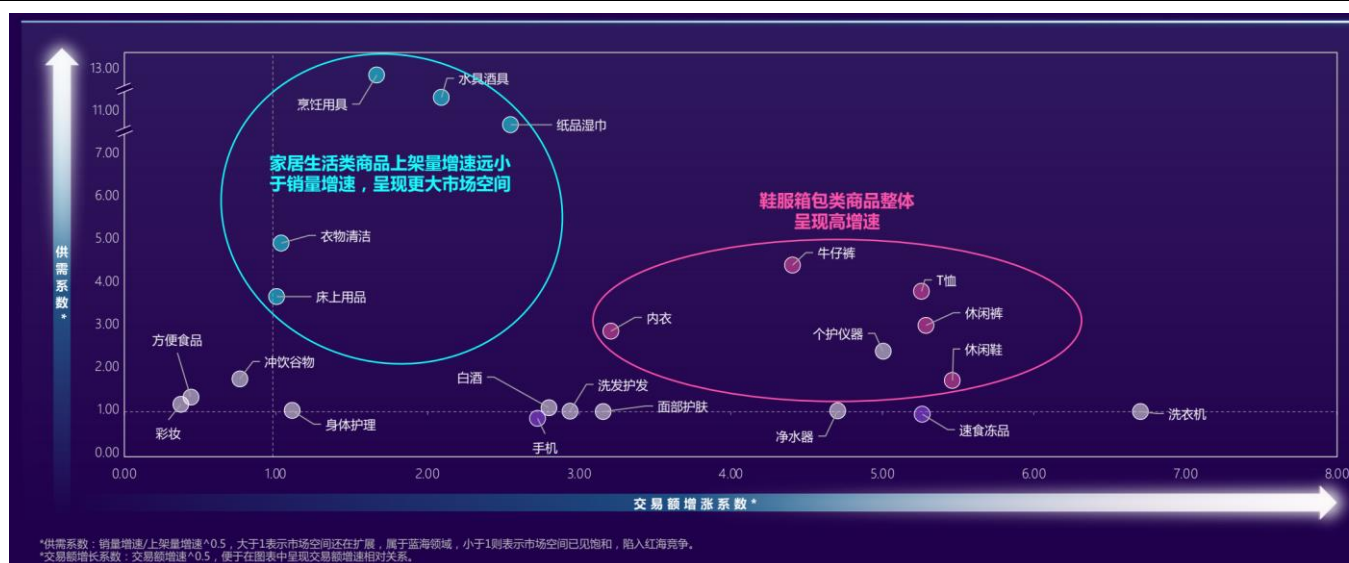 13.00
烹饪用具
水具酒具
11.00
纸品湿巾
7.00
家居生活类商品上架量增速远小
于销量增速，呈现更大市场空间
6.00
鞋服箱包类商品整体
呈现高增速
5.00
衣物清洁
牛仔裤
4.00
床上用品
T恤
3.00
内衣
休闲裤
个护仪器
方便食品
冲饮谷物
休闲鞋
2.00
白酒
洗发护发
面部护肤
1.00
彩妆
身体护理
手机
净水器
速食冻品
洗衣机
0.00
供需系数*
0.00 1.00 2.00 3.00 4.00 5.00 6.00 7.00 8.00
交易额增涨系数*
*供需系数：销量增速/上架量增速^0.5，大于1表示市场空间还在扩展，属于蓝海领域，小于1则表示市场空间已见饱和，陷入红海竞争。
*交易额增长系数：交易额增速^0.5，便于在图表中呈现交易额增速相对关系。